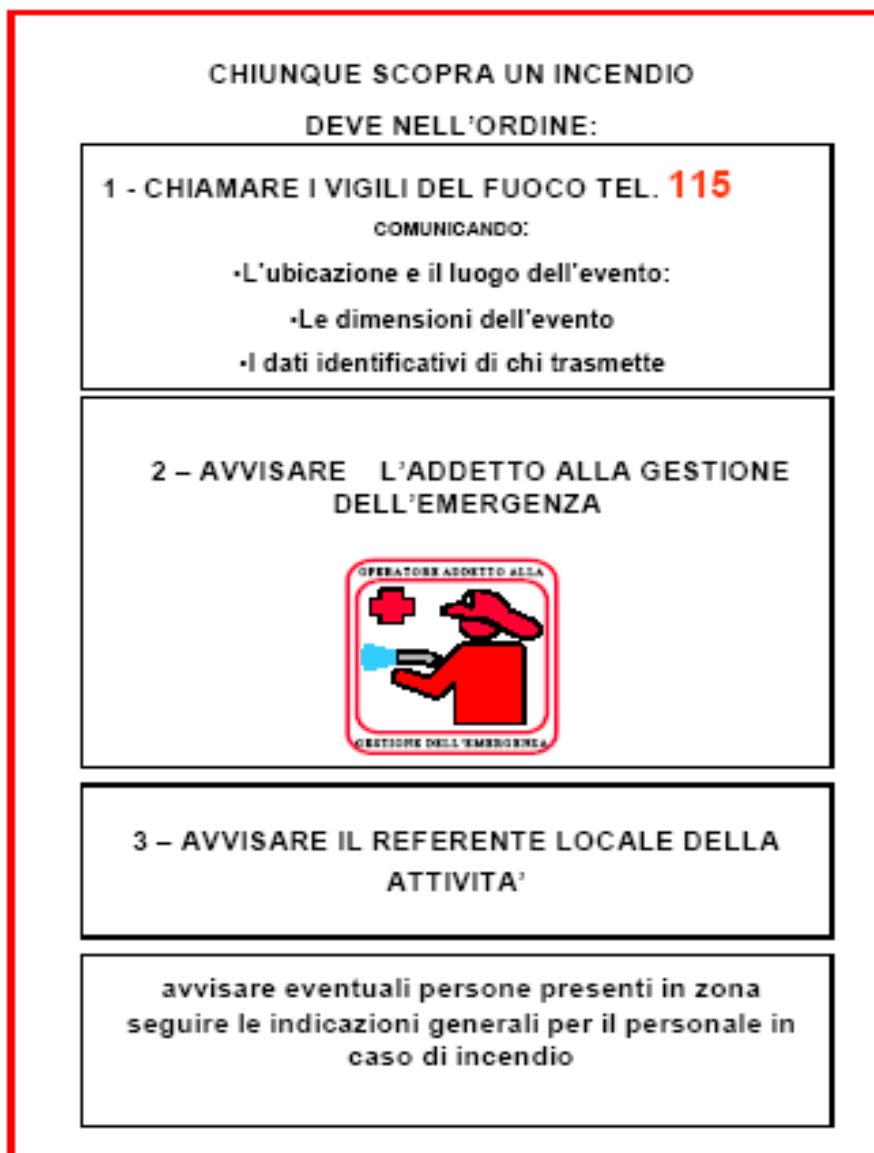 CHIUNQUE SCOPRA UN INCENDIO
DEVE NELL'ORDINE:
1 - CHIAMARE I VIGILI DEL FUOCO TEL. 115
COMUNICANDO:
•L'ubicazione e il luogo dell'evento:
•Le dimensioni dell'evento
•I dati identificativi di chi trasmette
2 – AVVISARE L'ADDETTO ALLA GESTIONE
DELL'EMERGENZA
OPERATORE ADDETTO ALLA
GESTIONE DELL'EMERGENZA
3 – AVVISARE IL REFERENTE LOCALE DELLA
ATTIVITA'
avvisare eventuali persone presenti in zona
seguire le indicazioni generali per il personale in
caso di incendio